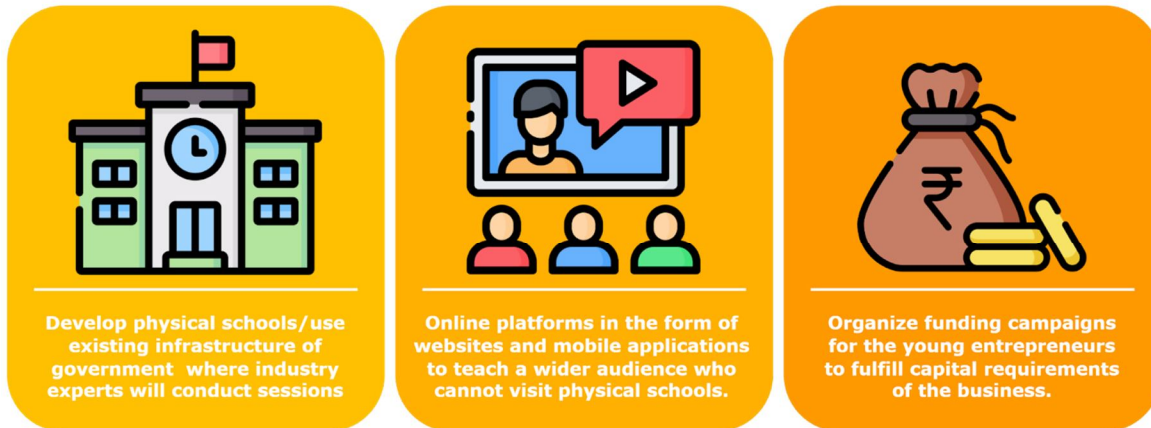 Develop physical schools/use
existing infrastructure of
government where industry
experts will conduct sessions
Online platforms in the form of
websites and mobile applications
to teach a wider audience who
cannot visit physical schools.
Organize funding campaigns
for the young entrepreneurs
to fulfill capital requirements
of the business.